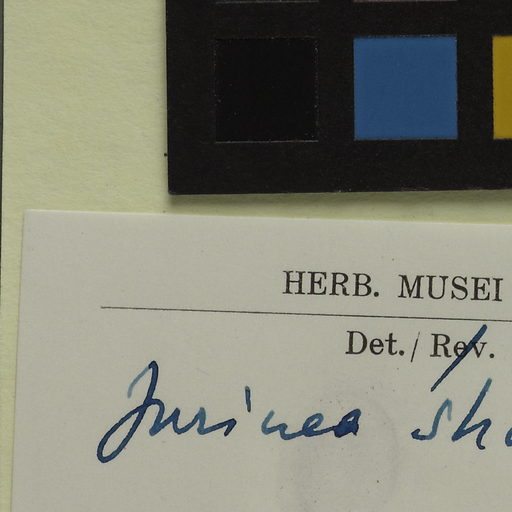 HERB. MUSEI
Det./Rev.
Jurinea